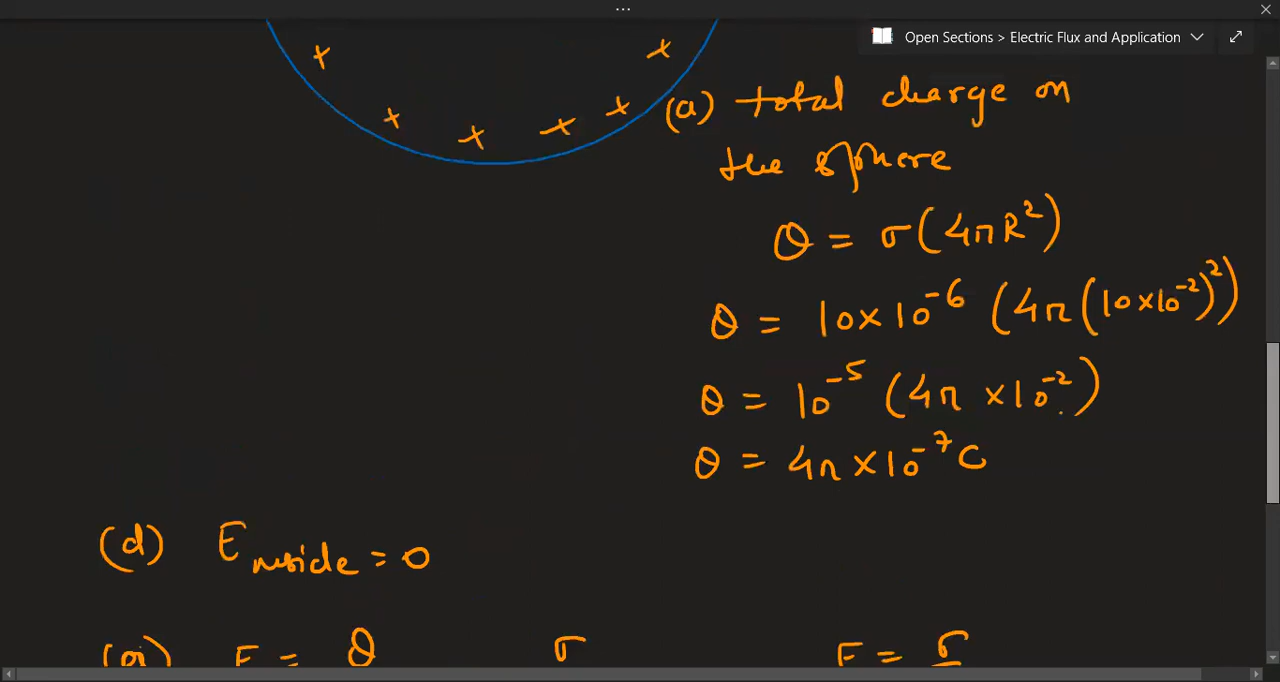 Open Sections > Electric Flux and Application
(a) total charge on
the sphere
Q = σ(4πR²)
Q = 10×10⁻⁶ (4π(10×10⁻²)²)
Q = 10⁻⁵ (4π ×10⁻²)
Q = 4π×10⁻⁷ C
(d) E inside = 0
E = Q σ E = σ